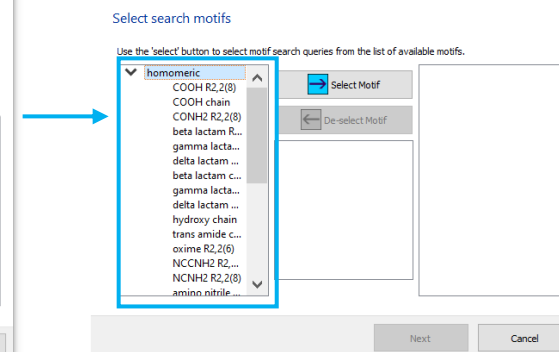 Select search motifs
Use the 'select' button to select motif search queries from the list of available motifs.
homomeric
COOH R2,2(8)
COOH chain
CONH2 R2,2(8)
beta lactam R...
gamma lacta...
delta lactam ...
beta lactam c...
gamma lacta...
delta lactam ...
hydroxy chain
trans amide c...
oxime R2,2(6)
NCCNH2 R2,...
NCNH2 R2,2(8)
amino nitrile ...
Select Motif
De-select Motif
Next
Cancel